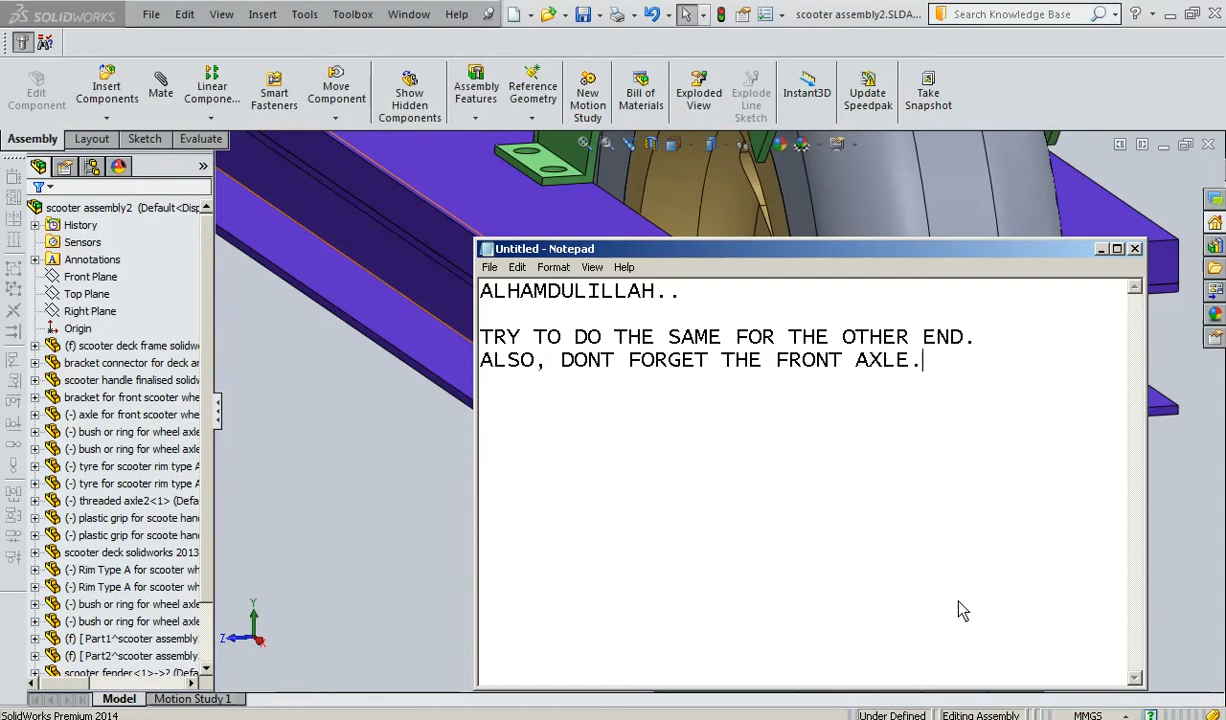 SOLIDWORKS File Edit View Insert Tools Toolbox Window Help scooter assembly2.SLDA... Search Knowledge Base ?
Edit Component
Insert Components
Mate
Linear Compone...
Smart Fasteners
Move Component
Show Hidden Components
Assembly Features
Reference Geometry
New Motion Study
Bill of Materials
Exploded View
Explode Line Sketch
Instant3D
Update Speedpak
Take Snapshot
Assembly Layout Sketch Evaluate
scooter assembly2 (Default<Disp
History
Sensors
Annotations
Front Plane
Top Plane
Right Plane
Origin
(f) scooter deck frame solidw
bracket connector for deck an
scooter handle finalised solid
bracket for front scooter whe
(-) axle for front scooter whe
(-) bush or ring for wheel axle
(-) bush or ring for wheel axle
(-) tyre for scooter rim type A
(-) tyre for scooter rim type A
(-) threaded axle2<1> (Defa
(-) plastic grip for scoote han
(-) plastic grip for scoote han
scooter deck solidworks 2013
(-) Rim Type A for scooter wh
(-) Rim Type A for scooter wh
(-) bush or ring for wheel axle
(-) bush or ring for wheel axle
(f) [ Part1^scooter assembly
(f) [ Part2^scooter assembly
scooter fender<1>->? (Default
Untitled - Notepad
File Edit Format View Help
ALHAMDULILLAH..
TRY TO DO THE SAME FOR THE OTHER END.
ALSO, DONT FORGET THE FRONT AXLE.
Y
Z
X
Model Motion Study 1
SolidWorks Premium 2014 Under Defined Editing Assembly MMGS ?